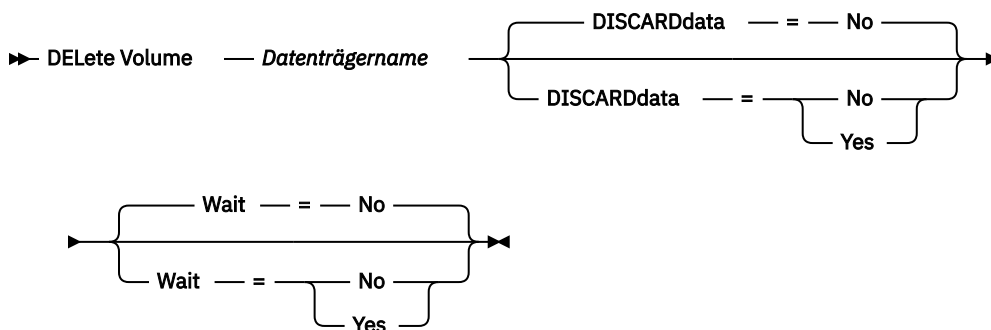 DISCARDdata = No
DELete Volume Datenträgername
DISCARDdata = No
Yes
Wait = No
Wait = No
Yes